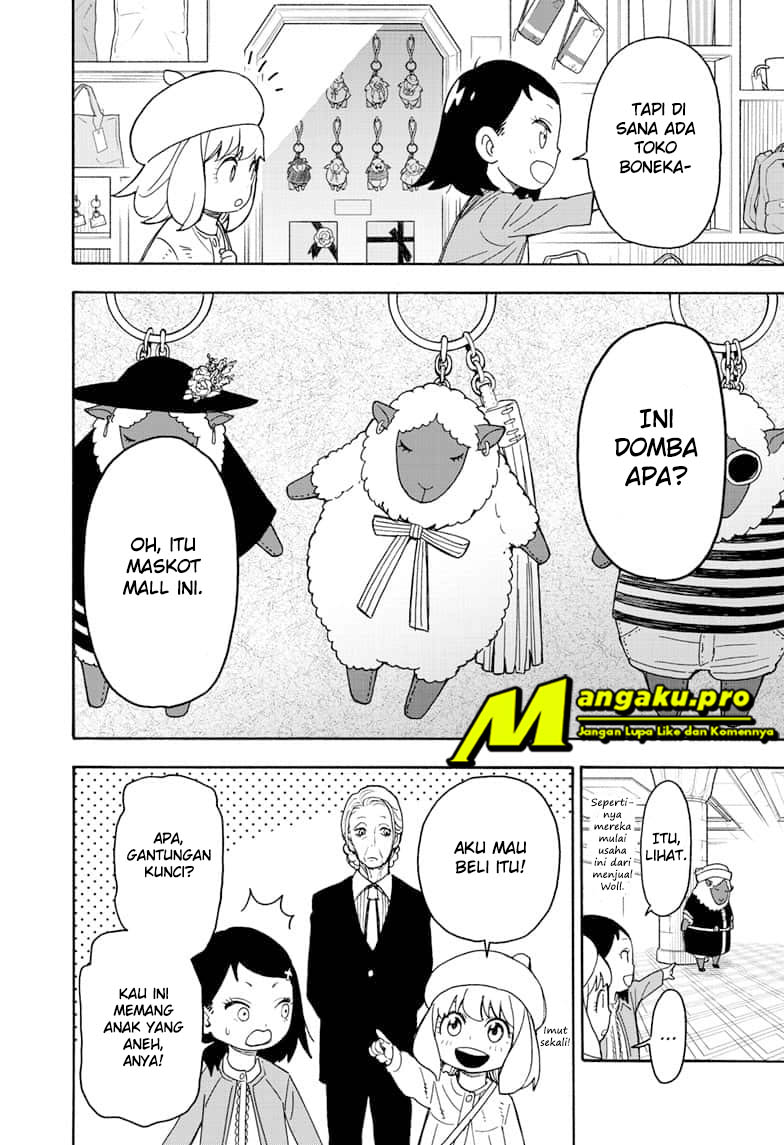 TAPI DI
SANA ADA
TOKO
BONEKA-
INI
DOMBA
APA?
OH, ITU
MASKOT
MALL INI.
Mangaku.pro
Jangan Lupa Like dan Komennya
ITU,
LIHAT.
Seperti-
nya
mereka
mulai
usaha
ini dari
menjual
Woll.
...
AKU MAU
BELI ITU!
Imut
sekali!
APA,
GANTUNGAN
KUNCI?
KAU INI
MEMANG
ANAK YANG
ANEH,
ANYA!